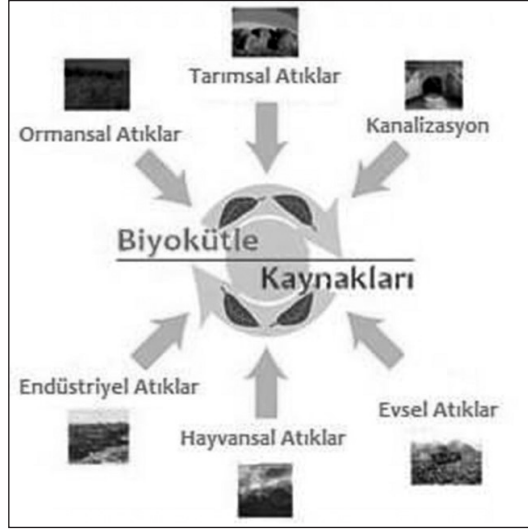 Tarımsal Atıklar
Ormansal Atıklar
Kanalizasyon
Biyokütle
Kaynakları
Endüstriyel Atıklar
Hayvansal Atıklar
Evsel Atıklar